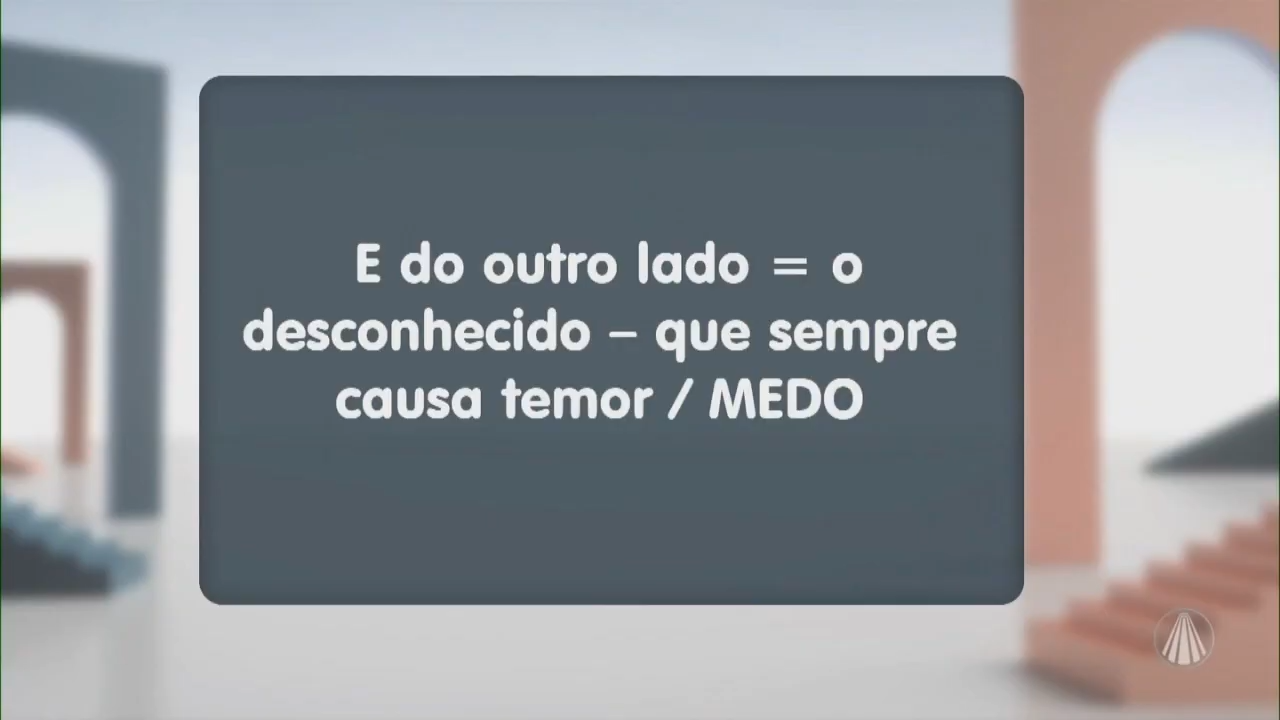 E do outro lado = o
desconhecido – que sempre
causa temor / MEDO